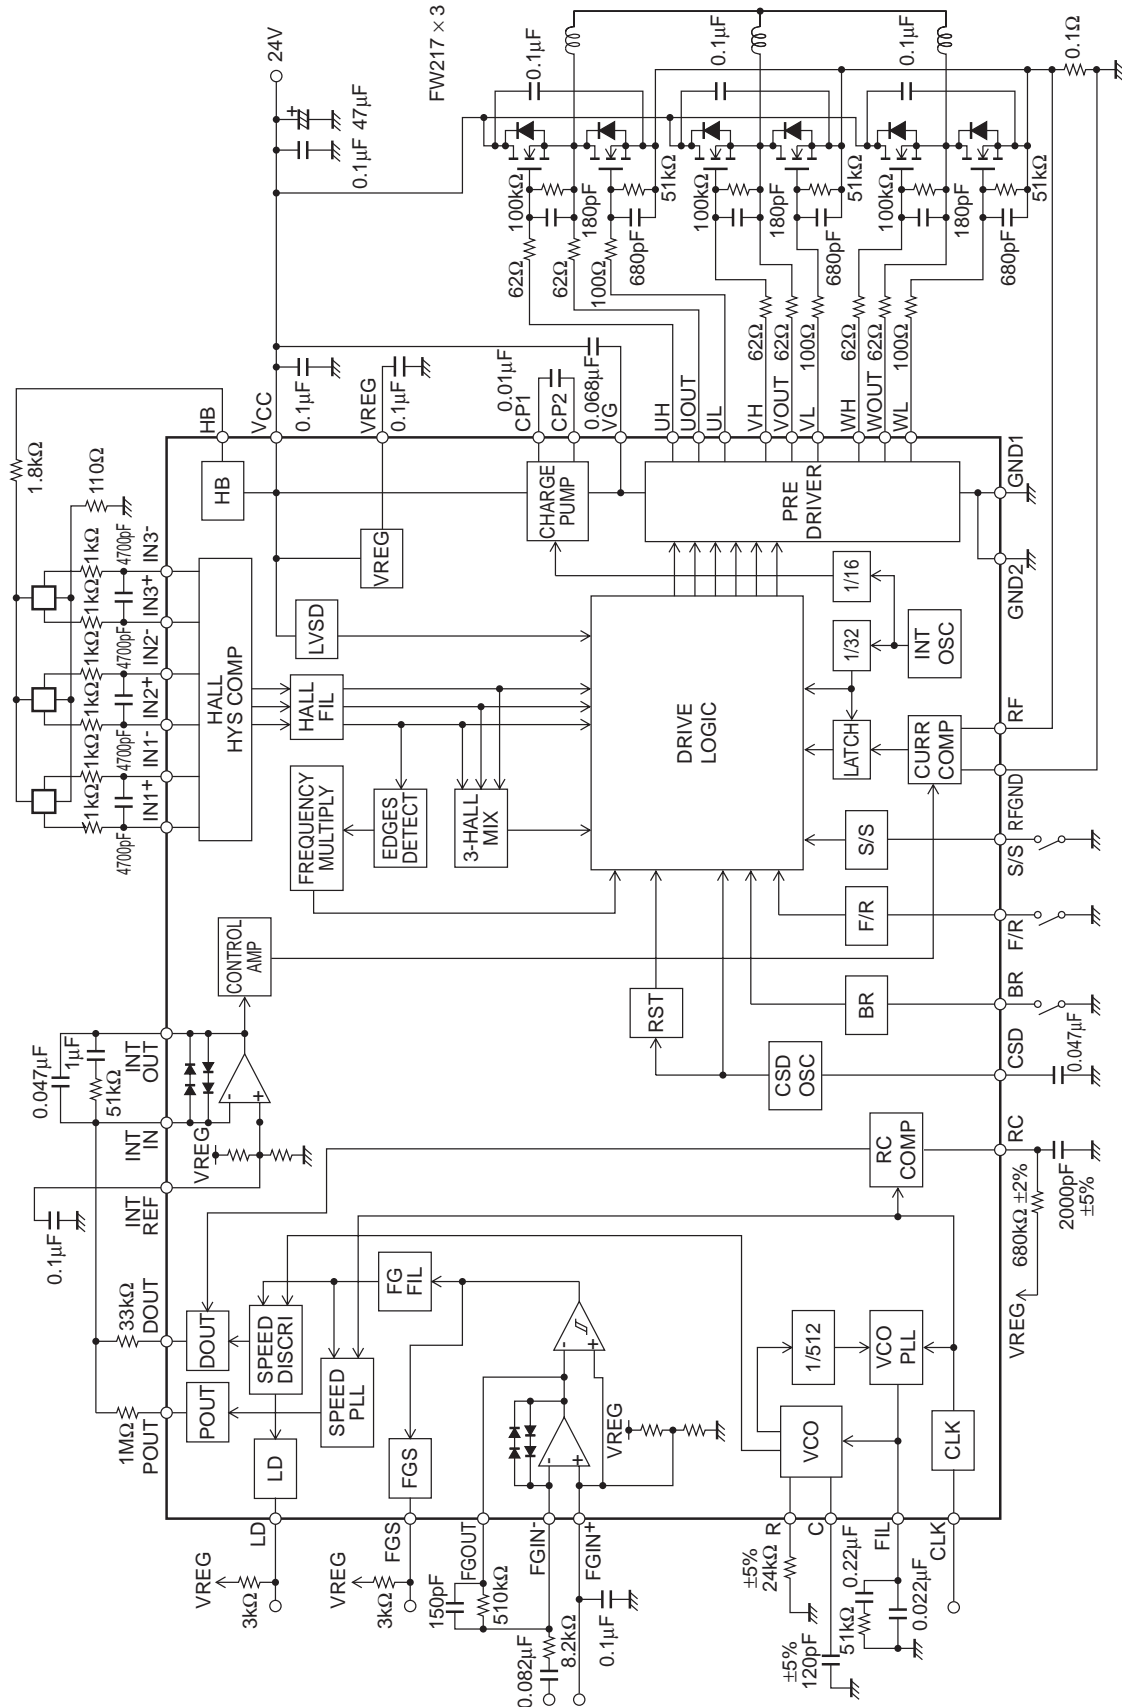 24V
47µF
0.1µF
FW217 × 3
0.1µF
0.1µF
0.1µF
0.1Ω
100kΩ
180pF
51kΩ
100kΩ
180pF
51kΩ
100kΩ
180pF
51kΩ
62Ω
62Ω
100Ω
680pF
62Ω
62Ω
100Ω
680pF
62Ω
62Ω
100Ω
680pF
1.8kΩ
110Ω
HB
VCC
0.1µF
VREG
0.1µF
0.01µF
CP1
CP2
0.068µF
VG
UH
UOUT
UL
VH
VOUT
VL
WH
WOUT
WL
GND1
GND2
1kΩ
4700pF
1kΩ
1kΩ
4700pF
1kΩ
1kΩ
4700pF
1kΩ
IN3-
IN3+
IN2-
IN2+
IN1-
IN1+
HB
VREG
CHARGE
PUMP
PRE
DRIVER
LVSD
HALL
HYS COMP
HALL
FIL
FREQUENCY
MULTIPLY
EDGES
DETECT
3-HALL
MIX
DRIVE
LOGIC
1/16
1/32
INT
OSC
LATCH
CURR
COMP
RF
RFGND
S/S
S/S
F/R
F/R
BR
BR
CONTROL
AMP
RST
CSD
OSC
CSD
0.047µF
0.047µF
1µF
51kΩ
INT
OUT
INT
IN
INT
REF
0.1µF
VREG
RC
COMP
RC
680kΩ ±2%
2000pF
±5%
VREG
33kΩ
DOUT
1MΩ
POUT
DOUT
POUT
SPEED
DISCRI
SPEED
PLL
FG
FIL
LD
FGS
VREG
1/512
VCO
PLL
VCO
CLK
LD
VREG
3kΩ
FGS
VREG
3kΩ
FGOUT
150pF
510kΩ
FGIN-
0.082µF
8.2kΩ
FGIN+
0.1µF
R
±5%
24kΩ
C
±5%
120pF
FIL
0.22µF
51kΩ
0.022µF
CLK